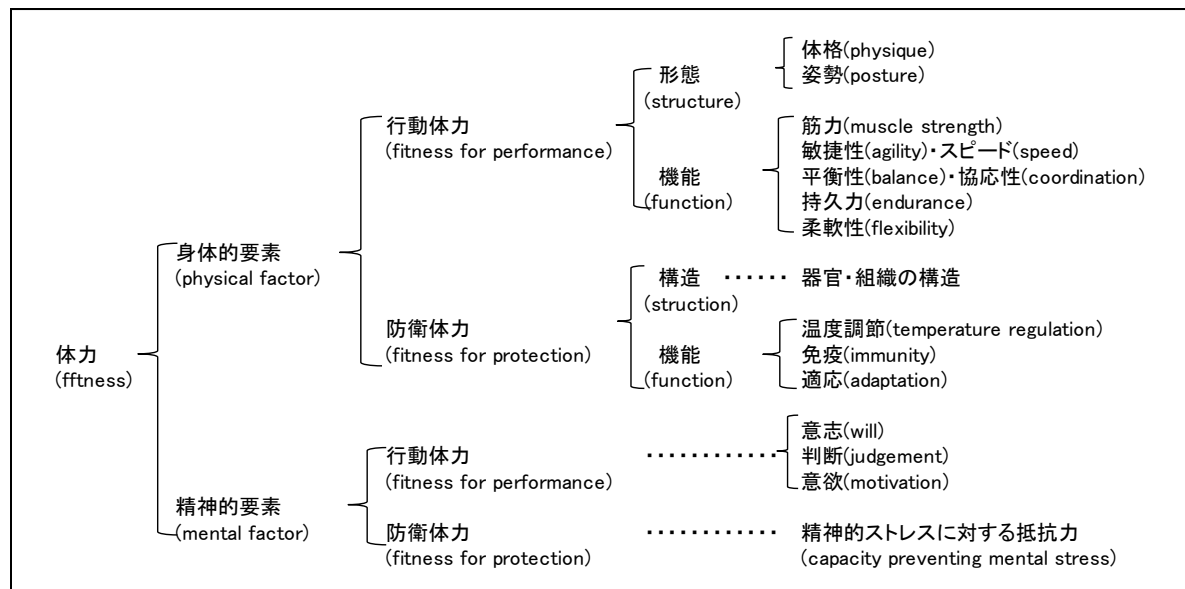 体力
(fftness)
身体的要素
(physical factor)
行動体力
(fitness for performance)
形態
(structure)
体格(physique)
姿勢(posture)
機能
(function)
筋力(muscle strength)
敏捷性(agility)・スピード(speed)
平衡性(balance)・協応性(coordination)
持久力(endurance)
柔軟性(flexibility)
防衛体力
(fitness for protection)
構造
(struction)
・・・・・・ 器官・組織の構造
機能
(function)
温度調節(temperature regulation)
免疫(immunity)
適応(adaptation)
精神的要素
(mental factor)
行動体力
(fitness for performance)
・・・・・・・・・・・・
意志(will)
判断(judgement)
意欲(motivation)
防衛体力
(fitness for protection)
・・・・・・・・・・・・ 精神的ストレスに対する抵抗力
(capacity preventing mental stress)